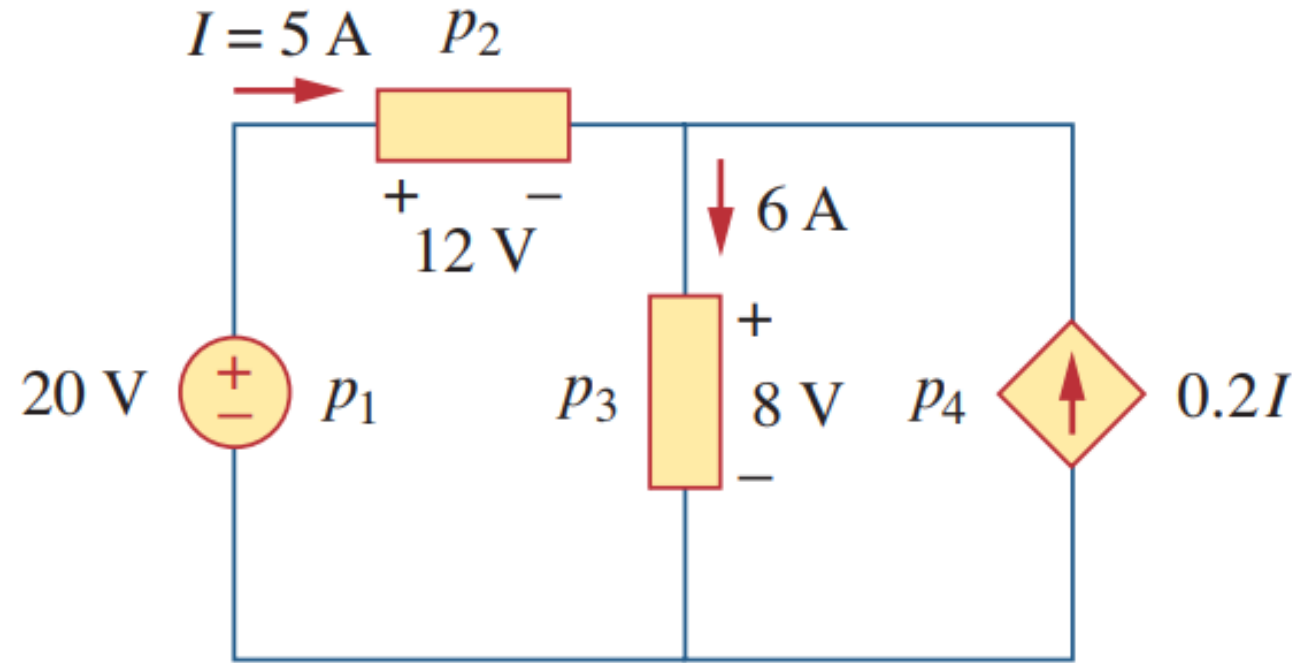 I = 5 A p₂
+ −
12 V
6 A
20 V
+
−
p₁
p₃
+
8 V
−
p₄
0.2I